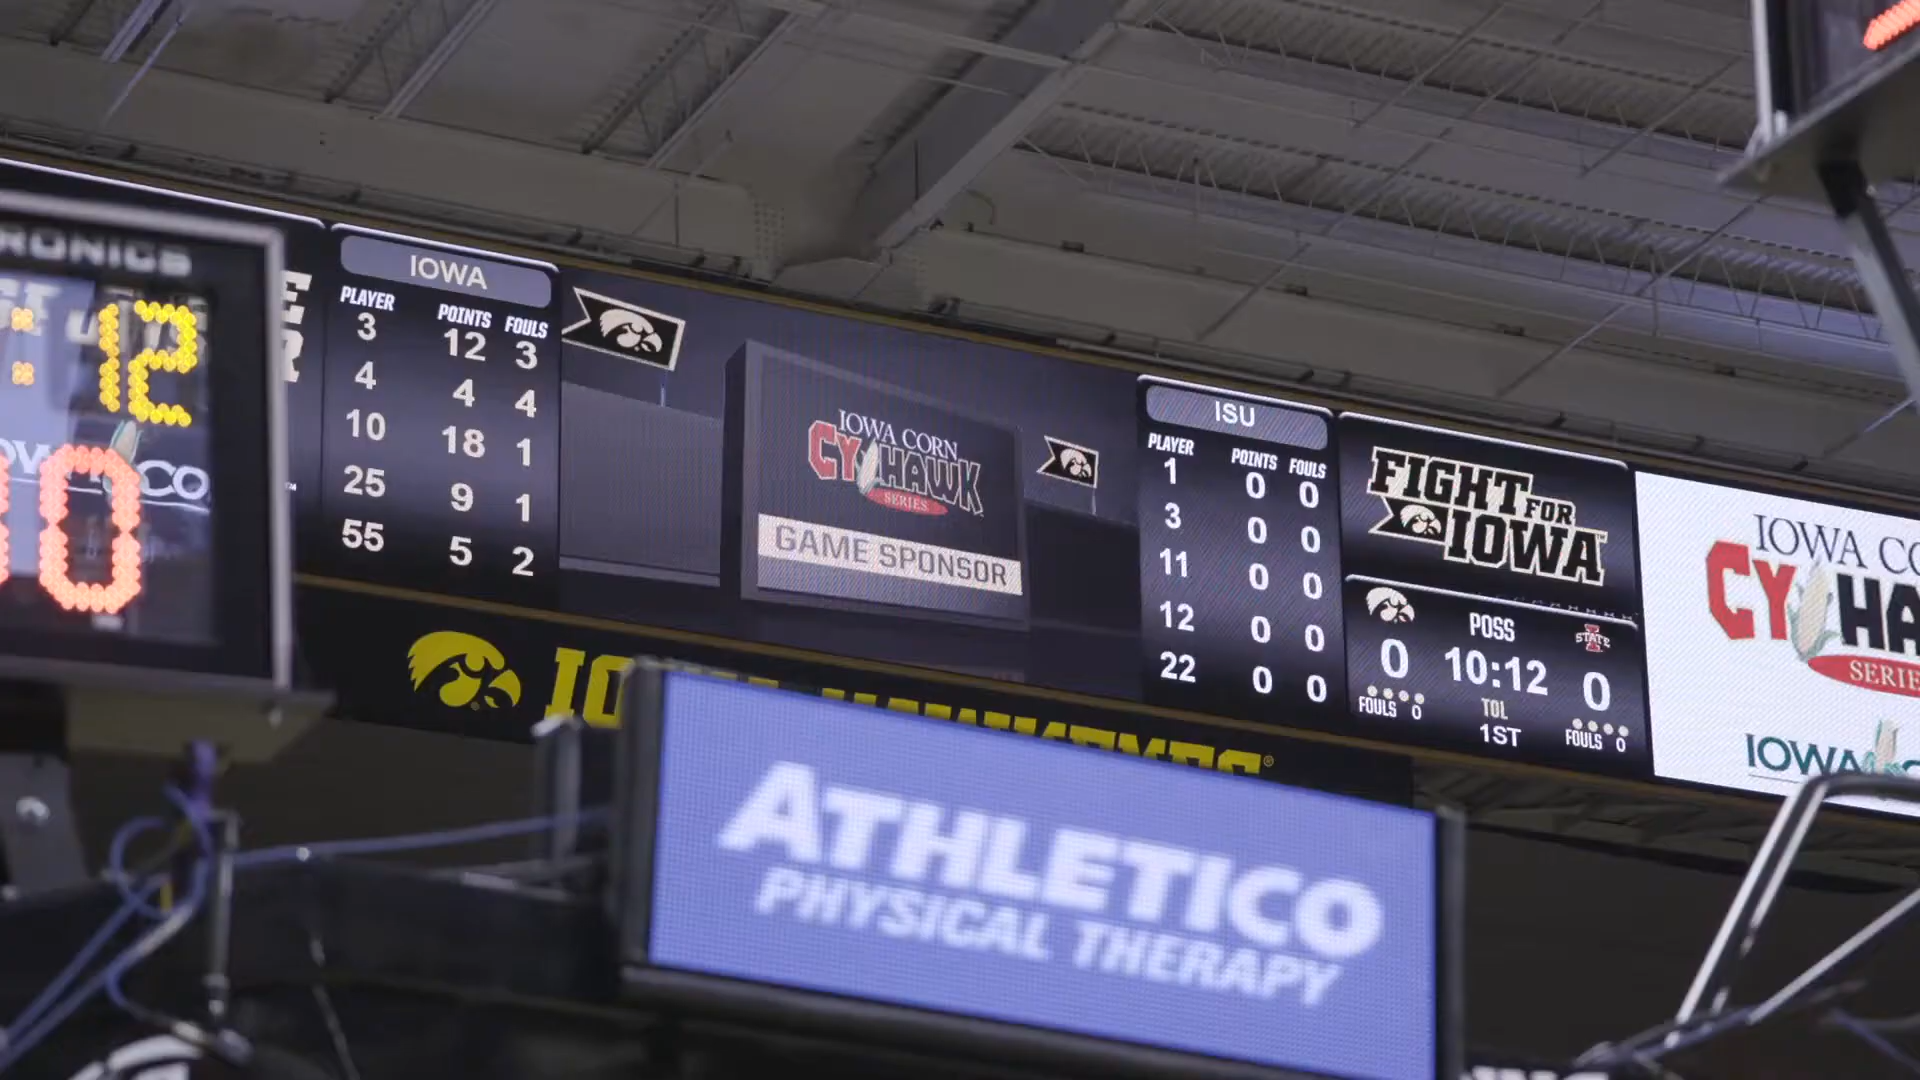 RONICS
:12
0
IOWA
PLAYER POINTS FOULS
3 12 3
4 4 4
10 18 1
25 9 1
55 5 2
IOWA CORN
CY HAWK
SERIES
GAME SPONSOR
ISU
PLAYER POINTS FOULS
1 0 0
3 0 0
11 0 0
12 0 0
22 0 0
FIGHT FOR
IOWA
POSS
STATE
0 10:12 0
TOL
FOULS 0 1ST FOULS 0
IOWA CO
CY HA
SERIE
IOWA
ATHLETICO
PHYSICAL THERAPY